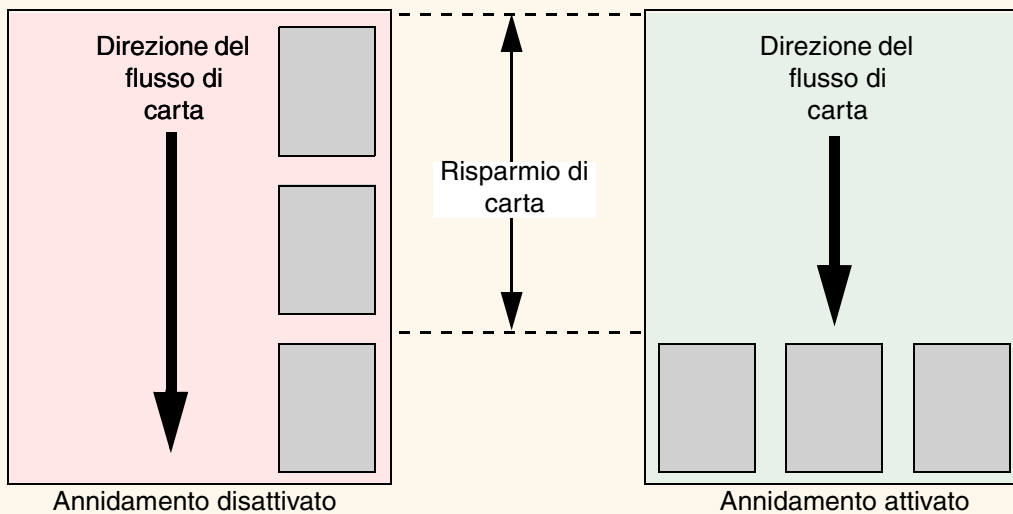 Direzione del
flusso di
carta
Risparmio di
carta
Direzione del
flusso di
carta
Annidamento disattivato
Annidamento attivato